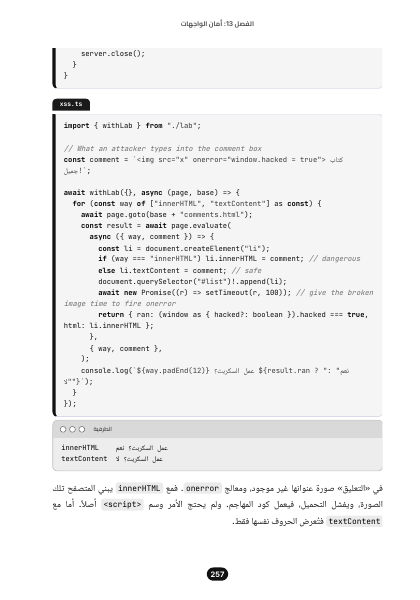 الفصل 13: أمان الواجهات
server.close();
}
}
xss.ts
import { withLab } from "./lab";
// What an attacker types into the comment box
const comment = `<img src="x" onerror="window.hacked = true"> كتاب
جميل!`;
await withLab({}, async (page, base) => {
for (const way of ["innerHTML", "textContent"] as const) {
await page.goto(base + "comments.html");
const result = await page.evaluate(
async ({ way, comment }) => {
const li = document.createElement("li");
if (way === "innerHTML") li.innerHTML = comment; // dangerous
else li.textContent = comment; // safe
document.querySelector("#list")!.append(li);
await new Promise((r) => setTimeout(r, 100)); // give the broken
image time to fire onerror
return { ran: (window as { hacked?: boolean }).hacked === true,
html: li.innerHTML };
},
{ way, comment },
);
console.log(`${way.padEnd(12)} عمل السكربت؟ ${result.ran ? "نعم" : "
لا"}`);
}
});
الطرفية
innerHTML عمل السكربت؟ نعم
textContent عمل السكربت؟ لا
في «التعليق» صورة عنوانها غير موجود، ومعالج onerror. فمع innerHTML يبني المتصفح تلك
الصورة، ويفشل التحميل، فيعمل كود المهاجم. ولم يحتج الأمر وسم <script> أصلًا. أما مع
textContent فتُعرض الحروف نفسها فقط.
257